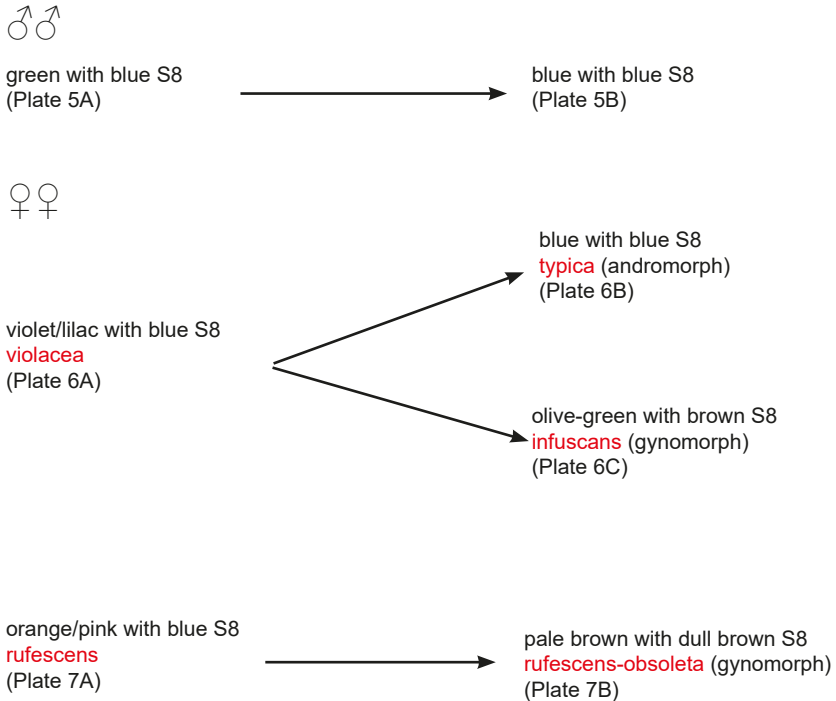 ♂♂
green with blue S8
(Plate 5A)
blue with blue S8
(Plate 5B)
♀♀
violet/lilac with blue S8
violacea
(Plate 6A)
blue with blue S8
typica (andromorph)
(Plate 6B)
olive-green with brown S8
infuscans (gynomorph)
(Plate 6C)
orange/pink with blue S8
rufescens
(Plate 7A)
pale brown with dull brown S8
rufescens-obsoleta (gynomorph)
(Plate 7B)